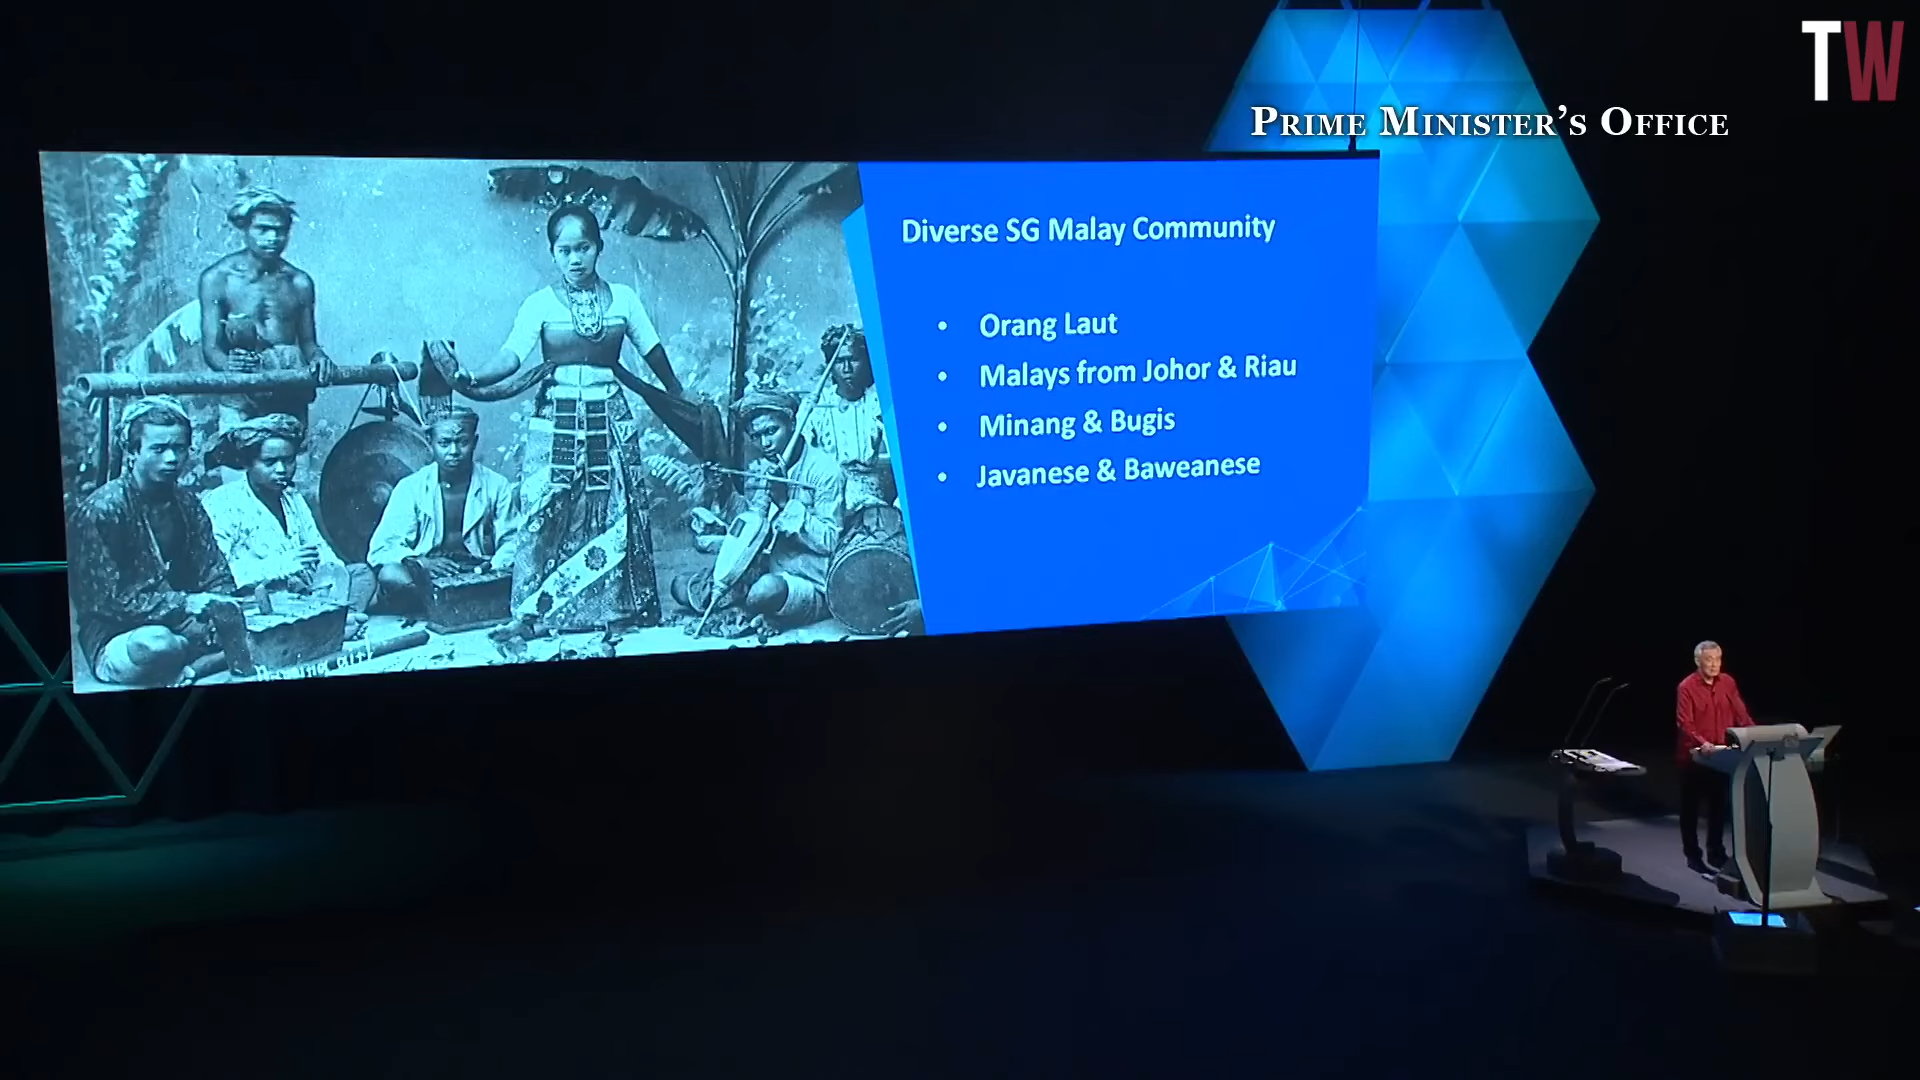 TW
PRIME MINISTER'S OFFICE
Diverse SG Malay Community
• Orang Laut
• Malays from Johor & Riau
• Minang & Bugis
• Javanese & Baweanese